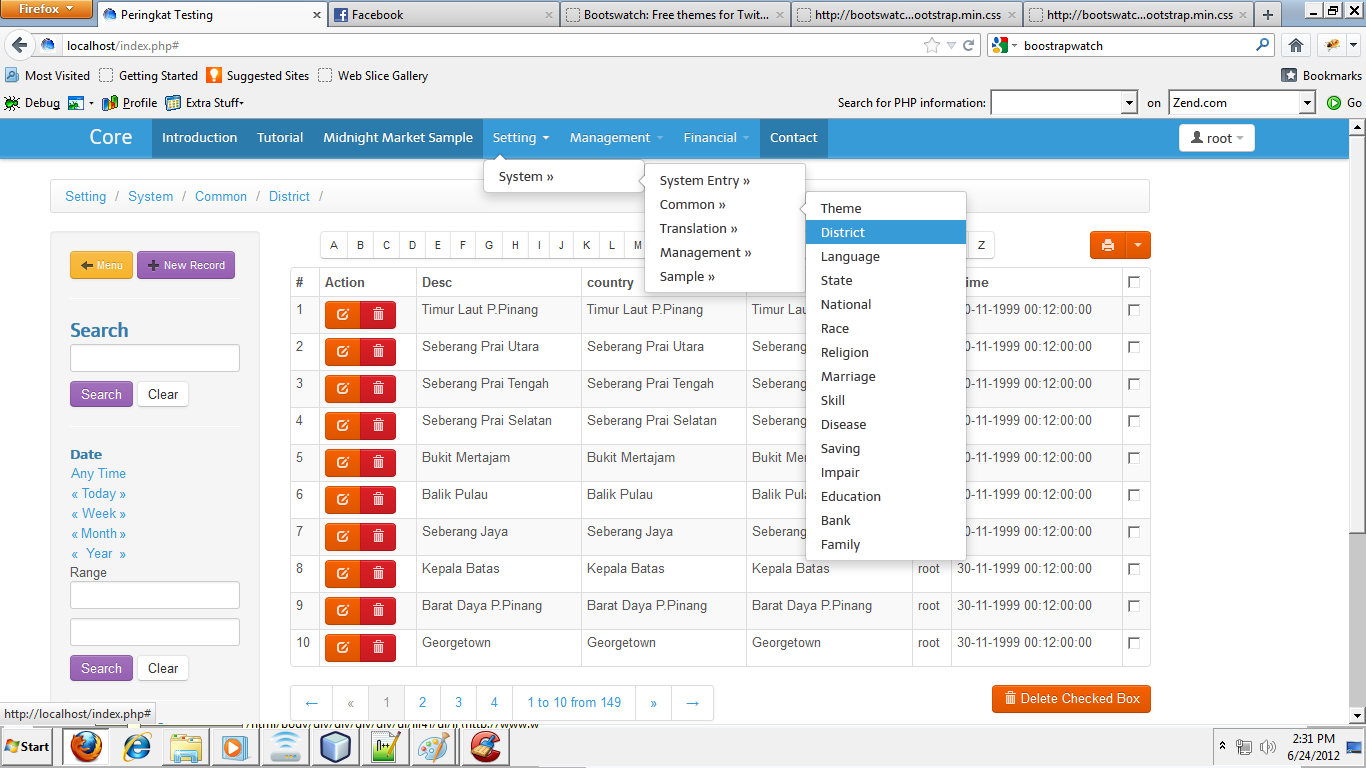 Firefox
Peringkat Testing
Facebook
Bootswatch: Free themes for Twit...
http://bootswatc...ootstrap.min.css
http://bootswatc...ootstrap.min.css
localhost/index.php#
boostrapwatch
Most Visited Getting Started Suggested Sites Web Slice Gallery Bookmarks
Debug Profile Extra Stuff Search for PHP information: on Zend.com Go
Core Introduction Tutorial Midnight Market Sample Setting Management Financial Contact root
System »
System Entry »
Common »
Translation »
Management »
Sample »
Theme
District
Language
State
National
Race
Religion
Marriage
Skill
Disease
Saving
Impair
Education
Bank
Family
Setting / System / Common / District /
Menu New Record
Search
Search Clear
Date
Any Time
« Today »
« Week »
« Month »
« Year »
Range
Search Clear
A B C D E F G H I J K L M Z
# Action Desc country ime
1 Timur Laut P.Pinang Timur Laut P.Pinang Timur Lau 0-11-1999 00:12:00:00
2 Seberang Prai Utara Seberang Prai Utara Seberang 0-11-1999 00:12:00:00
3 Seberang Prai Tengah Seberang Prai Tengah Seberang 0-11-1999 00:12:00:00
4 Seberang Prai Selatan Seberang Prai Selatan Seberang 0-11-1999 00:12:00:00
5 Bukit Mertajam Bukit Mertajam Bukit Mer 0-11-1999 00:12:00:00
6 Balik Pulau Balik Pulau Balik Pula 0-11-1999 00:12:00:00
7 Seberang Jaya Seberang Jaya Seberang 0-11-1999 00:12:00:00
8 Kepala Batas Kepala Batas Kepala Batas root 30-11-1999 00:12:00:00
9 Barat Daya P.Pinang Barat Daya P.Pinang Barat Daya P.Pinang root 30-11-1999 00:12:00:00
10 Georgetown Georgetown Georgetown root 30-11-1999 00:12:00:00
← « 1 2 3 4 1 to 10 from 149 » →
Delete Checked Box
http://localhost/index.php#
Start
2:31 PM
6/24/2012